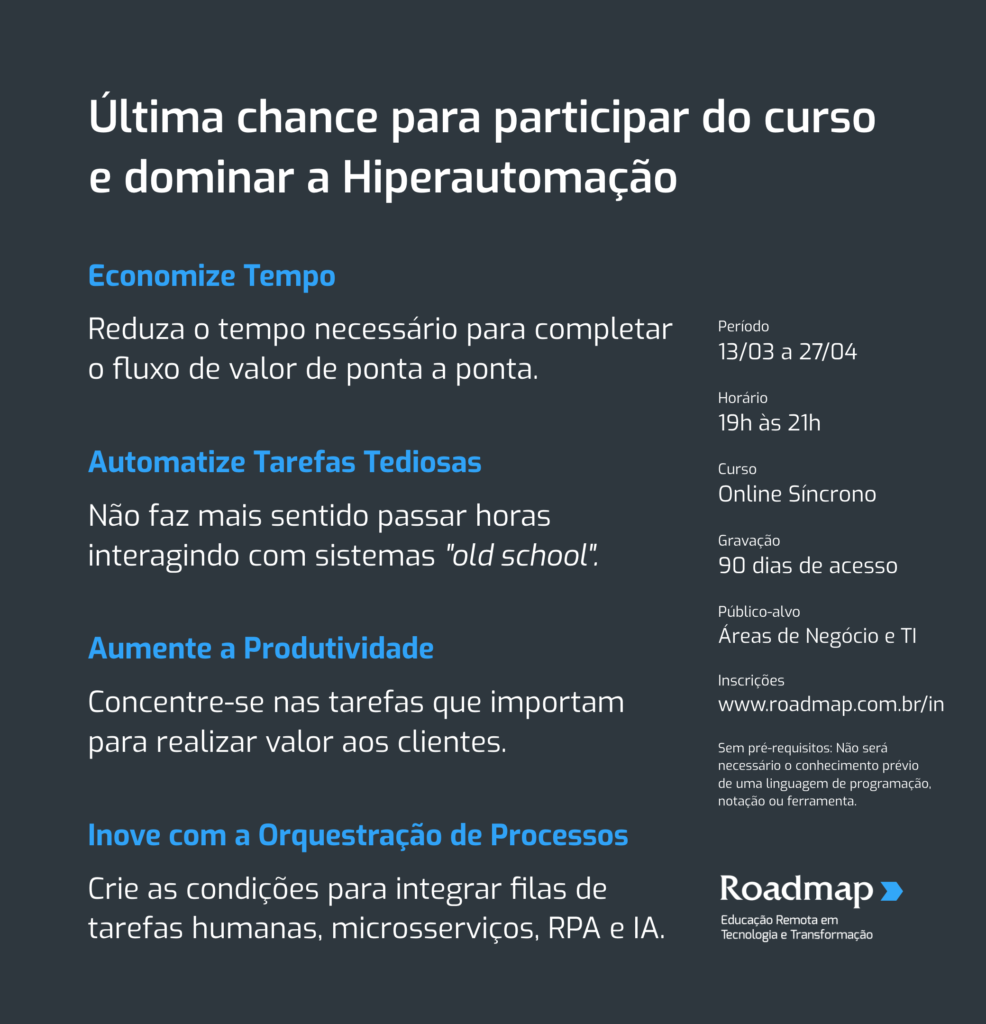 Última chance para participar do curso
e dominar a Hiperautomação
Economize Tempo
Reduza o tempo necessário para completar
o fluxo de valor de ponta a ponta.
Automatize Tarefas Tediosas
Não faz mais sentido passar horas
interagindo com sistemas "old school".
Aumente a Produtividade
Concentre-se nas tarefas que importam
para realizar valor aos clientes.
Inove com a Orquestração de Processos
Crie as condições para integrar filas de
tarefas humanas, microsserviços, RPA e IA.
Período
13/03 a 27/04
Horário
19h às 21h
Curso
Online Síncrono
Gravação
90 dias de acesso
Público-alvo
Áreas de Negócio e TI
Inscrições
www.roadmap.com.br/in
Sem pré-requisitos: Não será
necessário o conhecimento prévio
de uma linguagem de programação,
notação ou ferramenta.
Roadmap
Educação Remota em
Tecnologia e Transformação